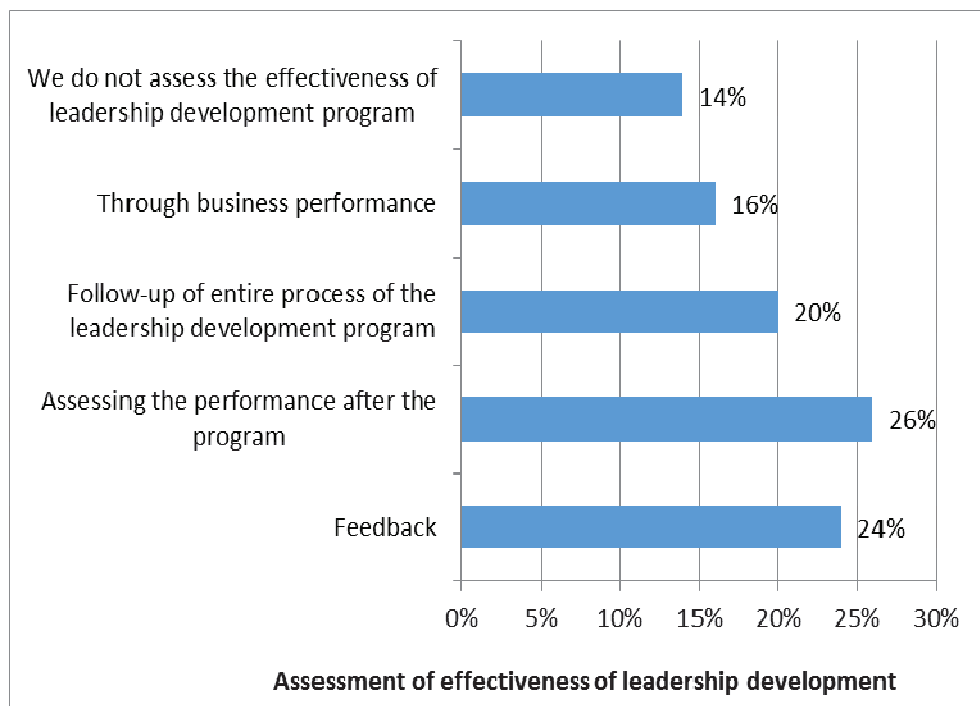 We do not assess the effectiveness of
leadership development program
14%
Through business performance
16%
Follow-up of entire process of the
leadership development program
20%
Assessing the performance after the
program
26%
Feedback
24%
0% 5% 10% 15% 20% 25% 30%
Assessment of effectiveness of leadership development